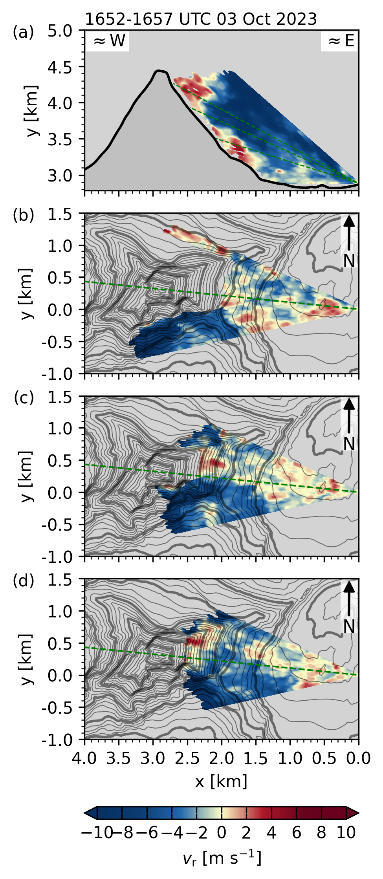 1652-1657 UTC 03 Oct 2023
(a)
≈ W
≈ E
5.0
4.5
4.0
3.5
3.0
y [km]
(b)
1.5
1.0
0.5
0.0
-0.5
-1.0
y [km]
N
(c)
1.5
1.0
0.5
0.0
-0.5
-1.0
y [km]
N
(d)
1.5
1.0
0.5
0.0
-0.5
-1.0
y [km]
N
4.0 3.5 3.0 2.5 2.0 1.5 1.0 0.5 0.0
x [km]
−10 −8 −6 −4 −2 0 2 4 6 8 10
vr [m s−1]